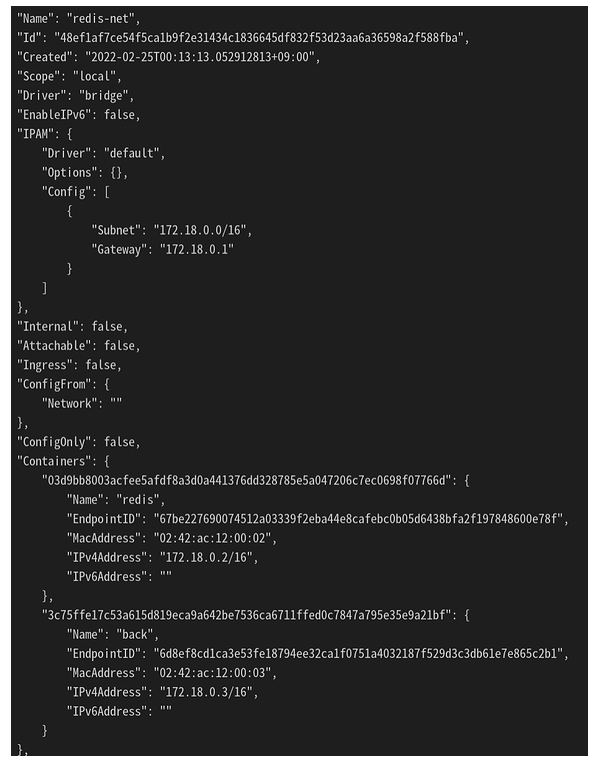 "Name": "redis-net",
"Id": "48ef1af7ce54f5ca1b9f2e31434c1836645df832f53d23aa6a36598a2f588fba",
"Created": "2022-02-25T00:13:13.052912813+09:00",
"Scope": "local",
"Driver": "bridge",
"EnableIPv6": false,
"IPAM": {
    "Driver": "default",
    "Options": {},
    "Config": [
        {
            "Subnet": "172.18.0.0/16",
            "Gateway": "172.18.0.1"
        }
    ]
},
"Internal": false,
"Attachable": false,
"Ingress": false,
"ConfigFrom": {
    "Network": ""
},
"ConfigOnly": false,
"Containers": {
    "03d9bb8003acfee5afdf8a3d0a441376dd328785e5a047206c7ec0698f07766d": {
        "Name": "redis",
        "EndpointID": "67be227690074512a03339f2eba44e8cafebc0b05d6438bfa2f197848600e78f",
        "MacAddress": "02:42:ac:12:00:02",
        "IPv4Address": "172.18.0.2/16",
        "IPv6Address": ""
    },
    "3c75ffe17c53a615d819eca9a642be7536ca6711ffed0c7847a795e35e9a21bf": {
        "Name": "back",
        "EndpointID": "6d8ef8cd1ca3e53fe18794ee32ca1f0751a4032187f529d3c3db61e7e865c2b1",
        "MacAddress": "02:42:ac:12:00:03",
        "IPv4Address": "172.18.0.3/16",
        "IPv6Address": ""
    }
},